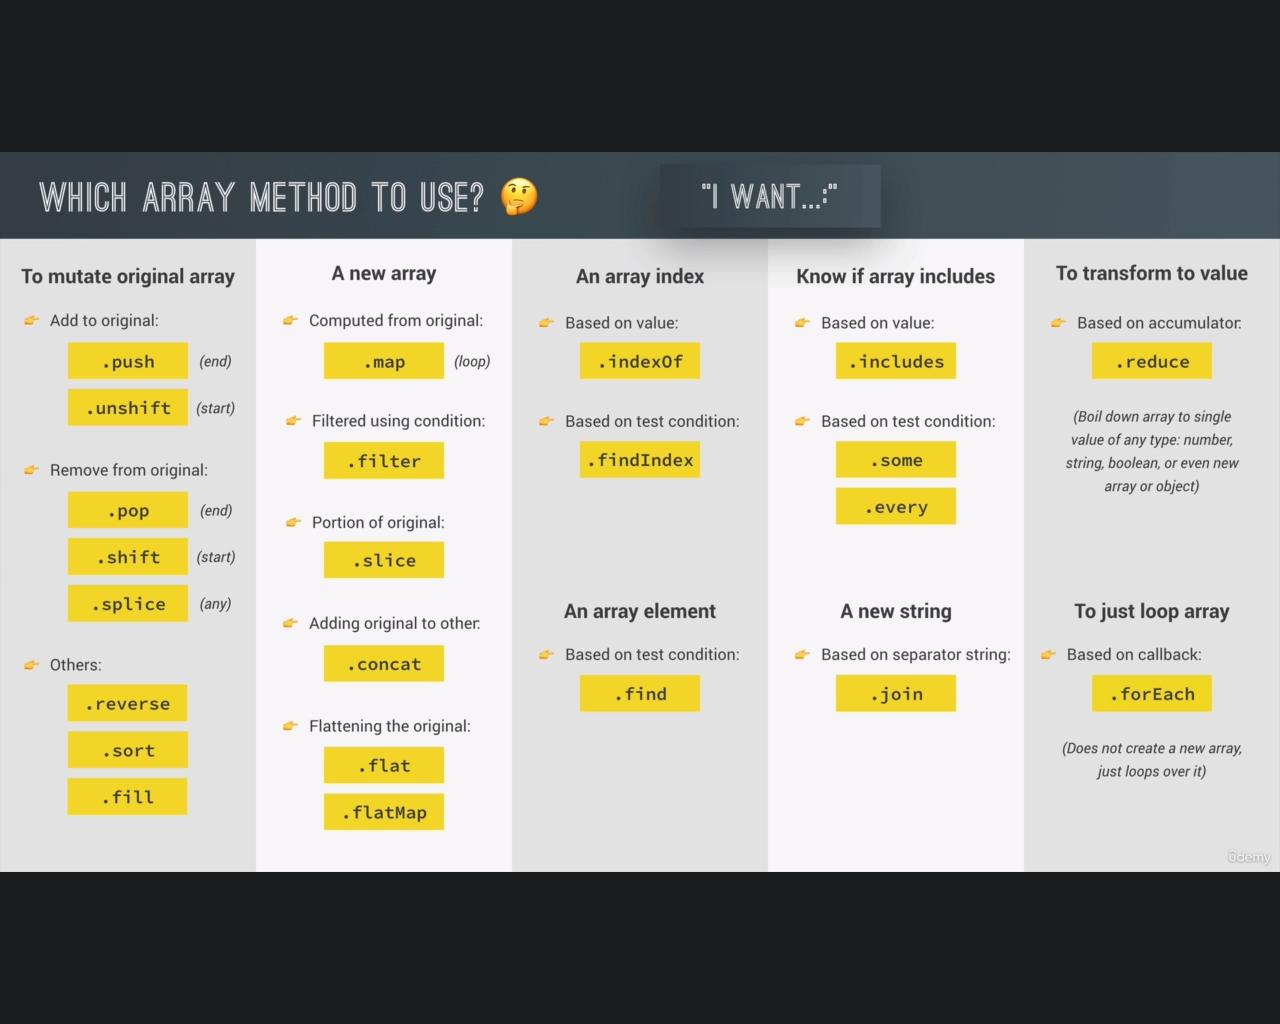 WHICH ARRAY METHOD TO USE? 🤔
"I WANT...:"
To mutate original array
👉 Add to original:
.push (end)
.unshift (start)
👉 Remove from original:
.pop (end)
.shift (start)
.splice (any)
👉 Others:
.reverse
.sort
.fill
A new array
👉 Computed from original:
.map (loop)
👉 Filtered using condition:
.filter
👉 Portion of original:
.slice
👉 Adding original to other:
.concat
👉 Flattening the original:
.flat
.flatMap
An array index
👉 Based on value:
.indexOf
👉 Based on test condition:
.findIndex
An array element
👉 Based on test condition:
.find
Know if array includes
👉 Based on value:
.includes
👉 Based on test condition:
.some
.every
A new string
👉 Based on separator string:
.join
To transform to value
👉 Based on accumulator:
.reduce
(Boil down array to single
value of any type: number,
string, boolean, or even new
array or object)
To just loop array
👉 Based on callback:
.forEach
(Does not create a new array,
just loops over it)
ûdemy